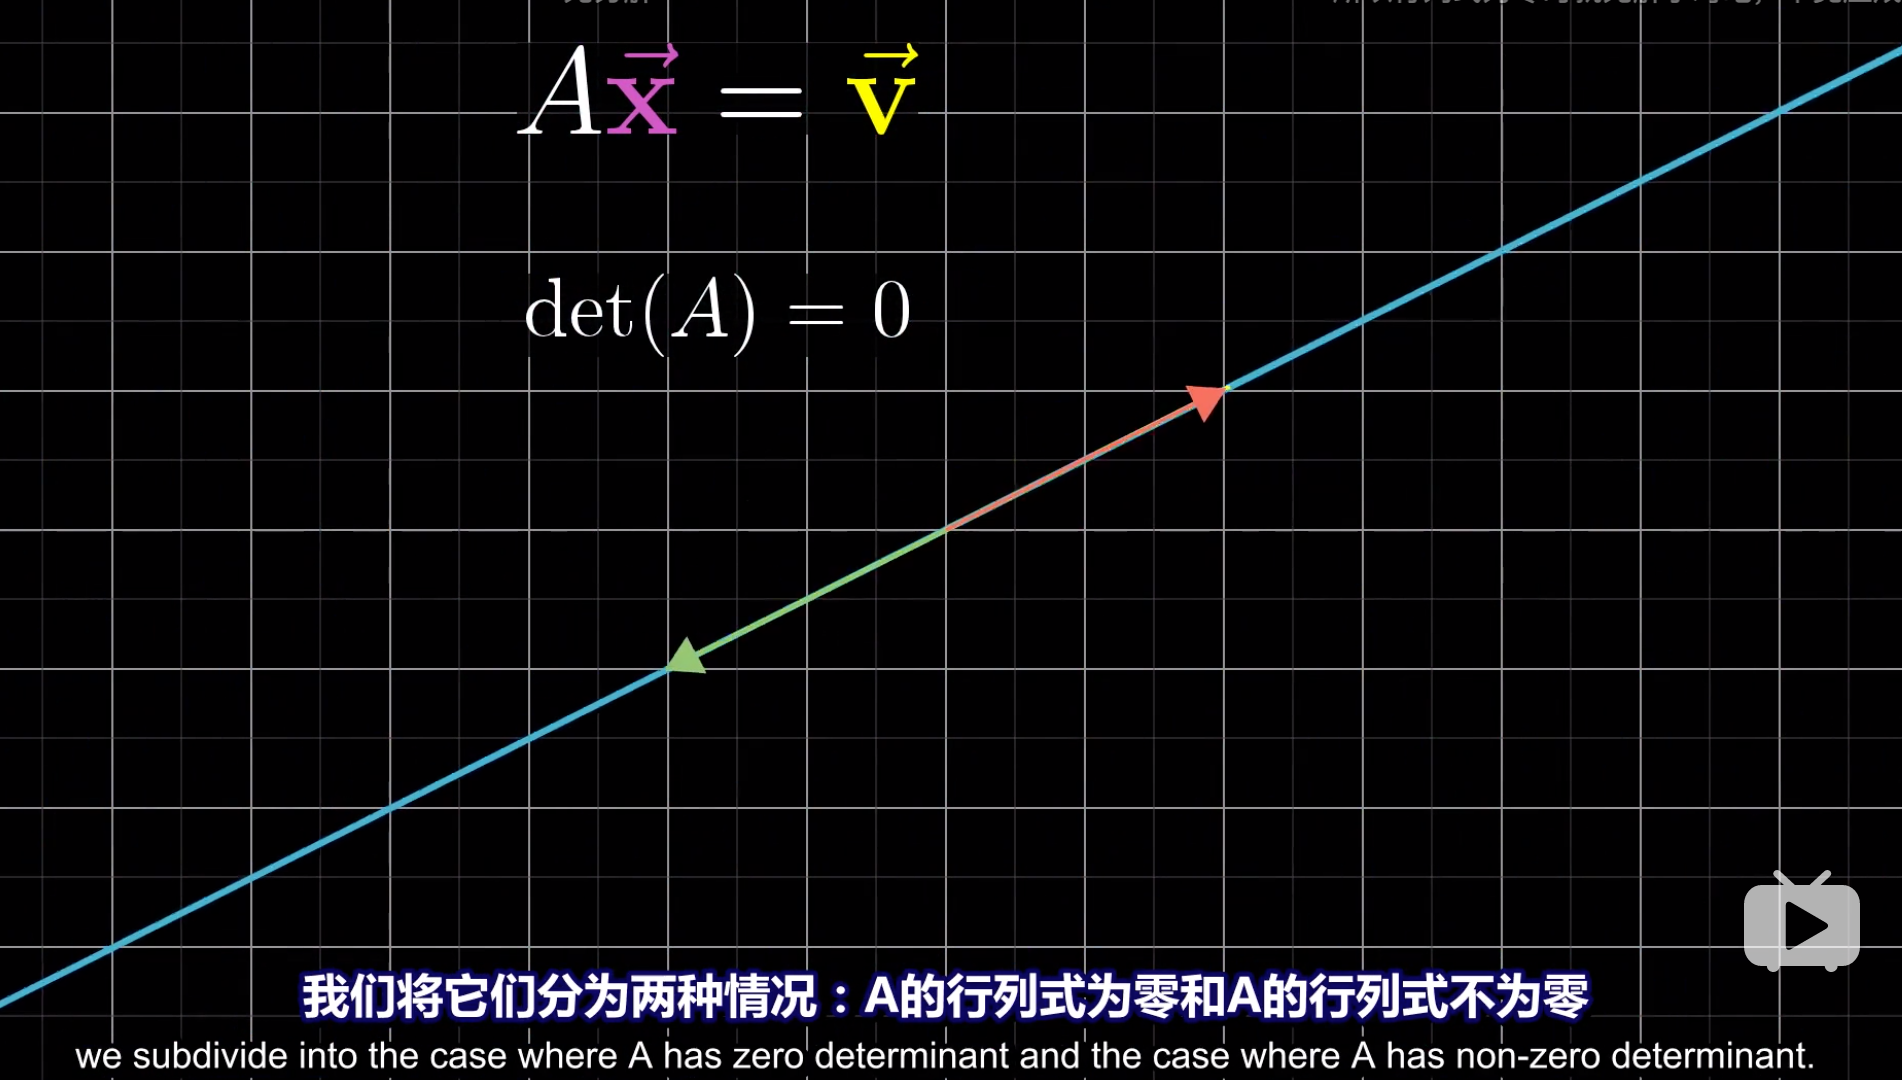 Ax⃗ = v⃗
det(A) = 0
我们将它们分为两种情况：A的行列式为零和A的行列式不为零
we subdivide into the case where A has zero determinant and the case where A has non-zero determinant.